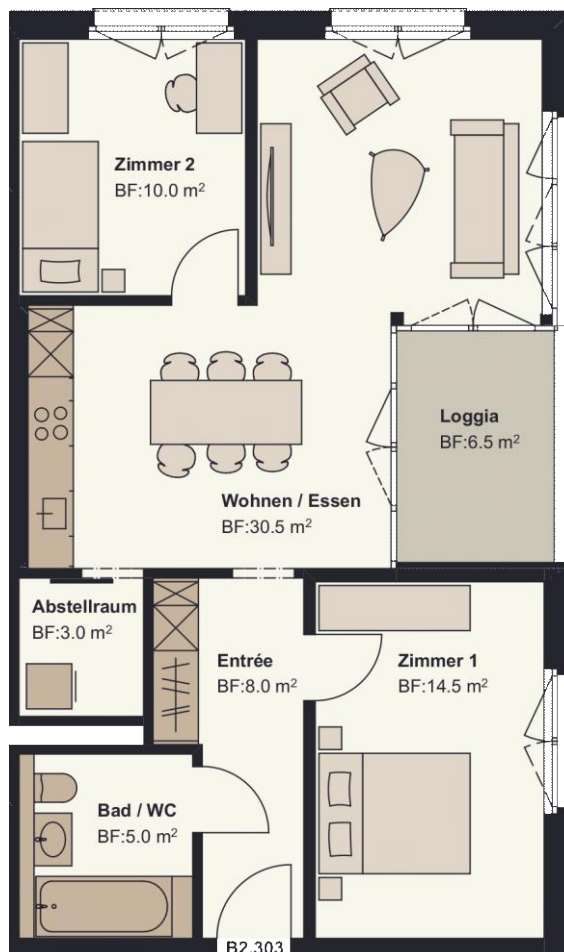 Zimmer 2
BF:10.0 m²
Loggia
BF:6.5 m²
Wohnen / Essen
BF:30.5 m²
Abstellraum
BF:3.0 m²
Entrée
BF:8.0 m²
Zimmer 1
BF:14.5 m²
Bad / WC
BF:5.0 m²
B2.303